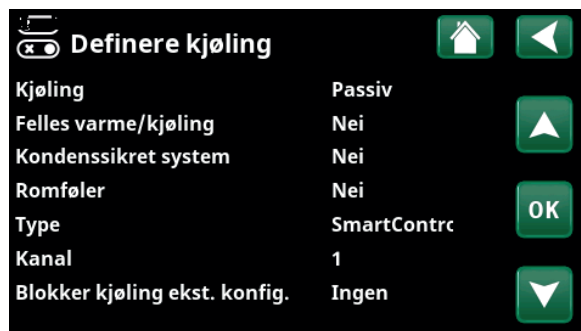 Definere kjøling
Kjøling Passiv
Felles varme/kjøling Nei
Kondenssikret system Nei
Romføler Nei
Type SmartContrc
Kanal 1
Blokker kjøling ekst. konfig. Ingen
OK